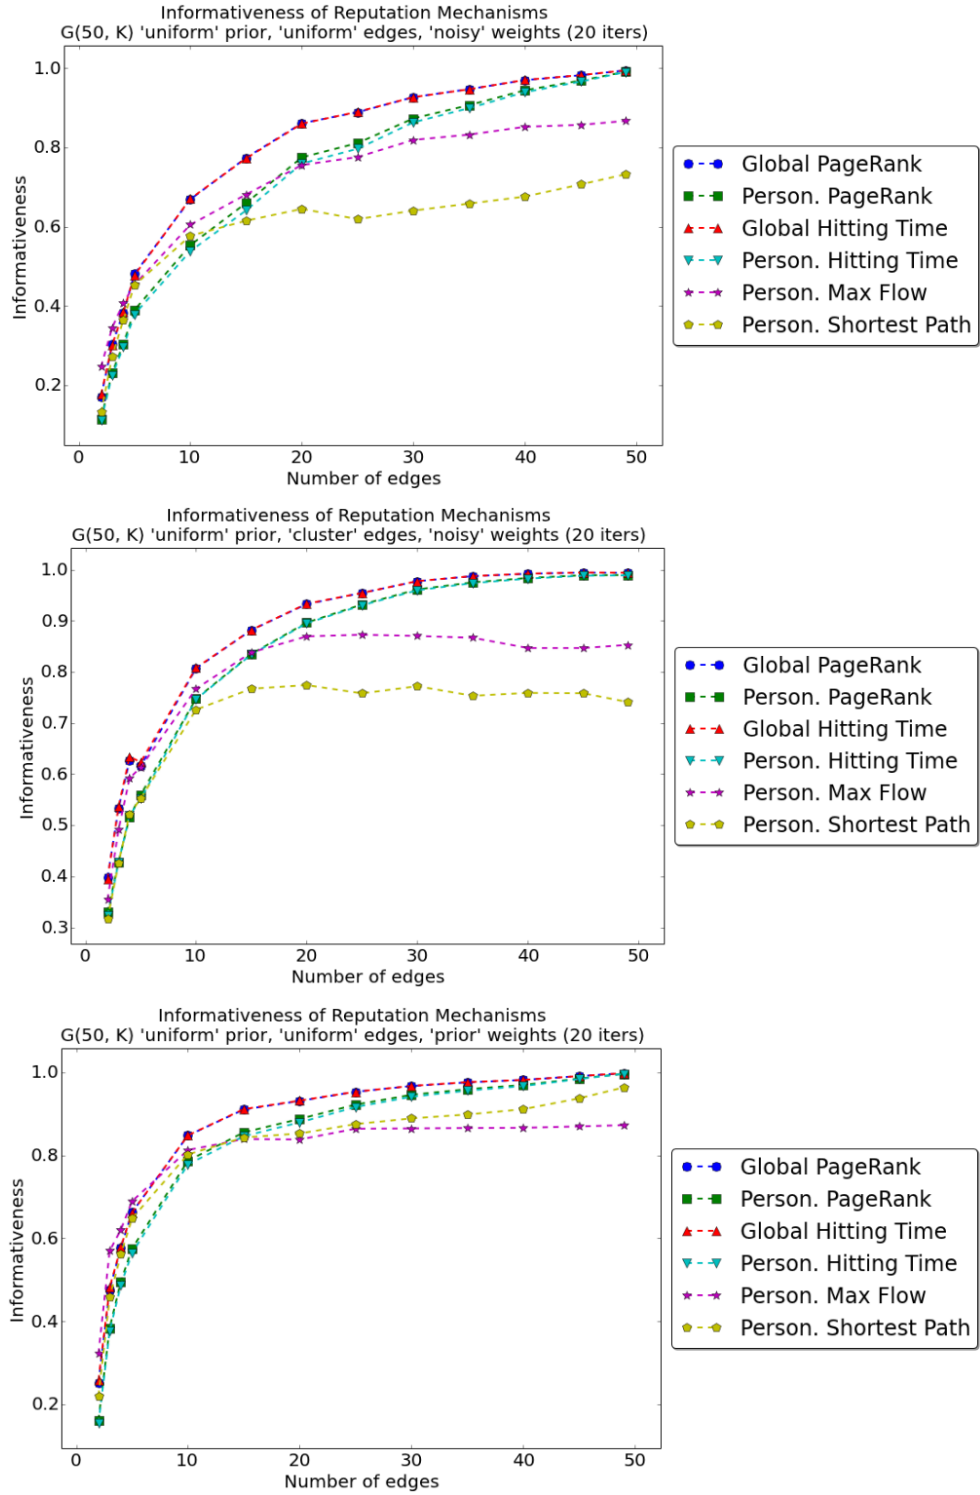 Informativeness of Reputation Mechanisms
G(50, K) 'uniform' prior, 'uniform' edges, 'noisy' weights (20 iters)
1.0
0.8
0.6
0.4
0.2
Informativeness
0 10 20 30 40 50
Number of edges
Global PageRank
Person. PageRank
Global Hitting Time
Person. Hitting Time
Person. Max Flow
Person. Shortest Path
Informativeness of Reputation Mechanisms
G(50, K) 'uniform' prior, 'cluster' edges, 'noisy' weights (20 iters)
1.0
0.9
0.8
0.7
0.6
0.5
0.4
0.3
Informativeness
0 10 20 30 40 50
Number of edges
Global PageRank
Person. PageRank
Global Hitting Time
Person. Hitting Time
Person. Max Flow
Person. Shortest Path
Informativeness of Reputation Mechanisms
G(50, K) 'uniform' prior, 'uniform' edges, 'prior' weights (20 iters)
1.0
0.8
0.6
0.4
0.2
Informativeness
0 10 20 30 40 50
Number of edges
Global PageRank
Person. PageRank
Global Hitting Time
Person. Hitting Time
Person. Max Flow
Person. Shortest Path